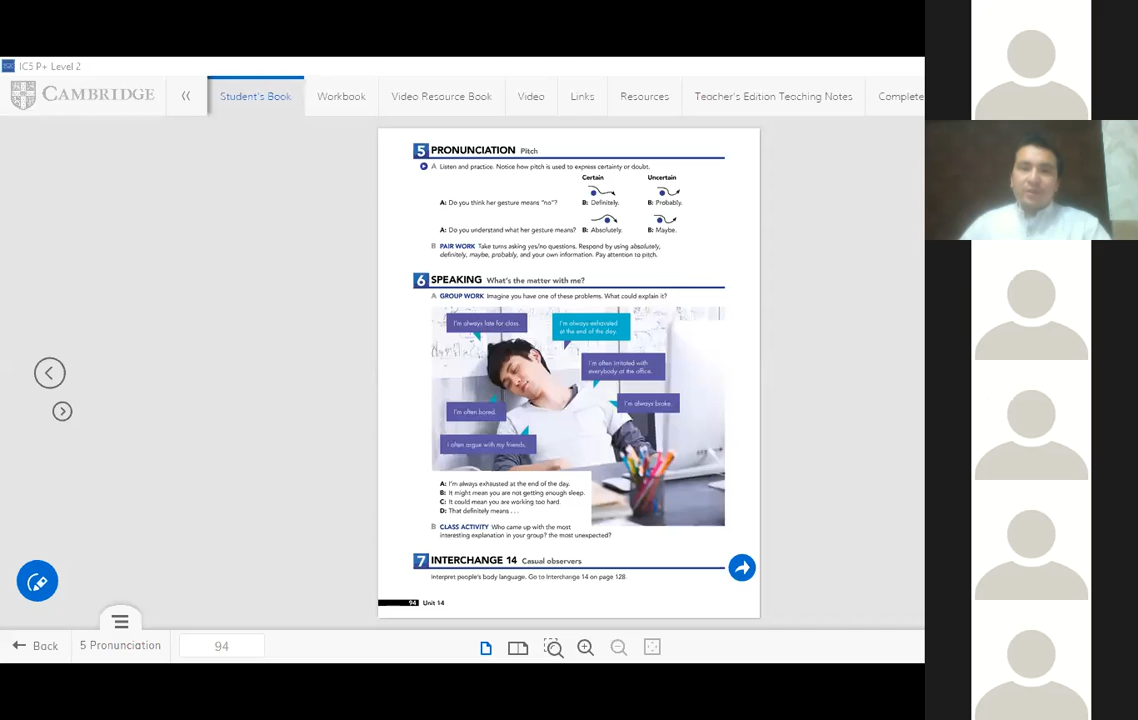 IC5 P+ Level 2
CAMBRIDGE
Student's Book
Workbook
Video Resource Book
Video
Links
Resources
Teacher's Edition Teaching Notes
Complete
5 PRONUNCIATION Pitch
A Listen and practice. Notice how pitch is used to express certainty or doubt.
Certain Uncertain
A: Do you think her gesture means "no"? B: Definitely. B: Probably.
A: Do you understand what her gesture means? B: Absolutely. B: Maybe.
B PAIR WORK Take turns asking yes/no questions. Respond by using absolutely,
definitely, maybe, probably, and your own information. Pay attention to pitch.
6 SPEAKING What's the matter with me?
A GROUP WORK Imagine you have one of these problems. What could explain it?
I'm always late for class.
I'm always exhausted
at the end of the day.
I'm often irritated with
everybody at the office.
I'm often bored.
I'm always broke.
I often argue with my friends.
A: I'm always exhausted at the end of the day.
B: It might mean you are not getting enough sleep.
C: It could mean you are working too hard.
D: That definitely means . . .
B CLASS ACTIVITY Who came up with the most
interesting explanation in your group? the most unexpected?
7 INTERCHANGE 14 Casual observers
Interpret people's body language. Go to Interchange 14 on page 128.
94 Unit 14
Back
5 Pronunciation
94